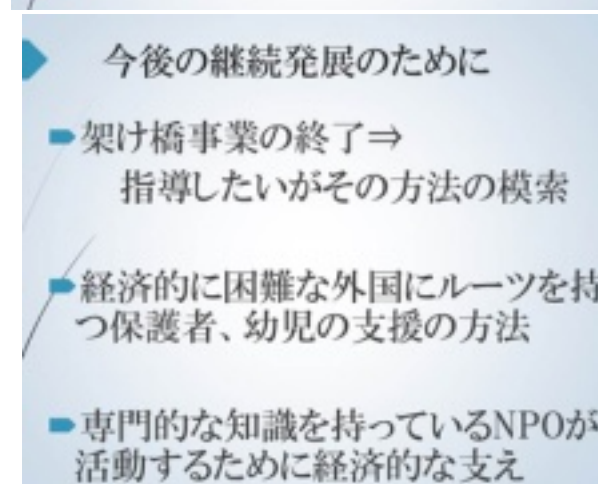 今後の継続発展のために
架け橋事業の終了⇒
指導したいがその方法の模索
経済的に困難な外国にルーツを持
つ保護者、幼児の支援の方法
専門的な知識を持っているNPOが
活動するために経済的な支え